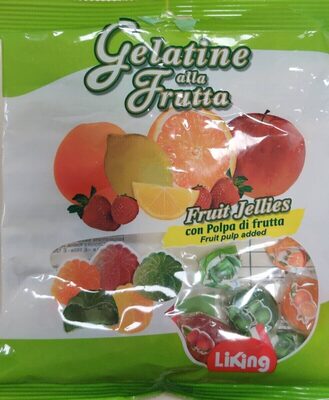 Gelatine
alla
Frutta
Fruit Jellies
con Polpa di frutta
Fruit pulp added
LiKing